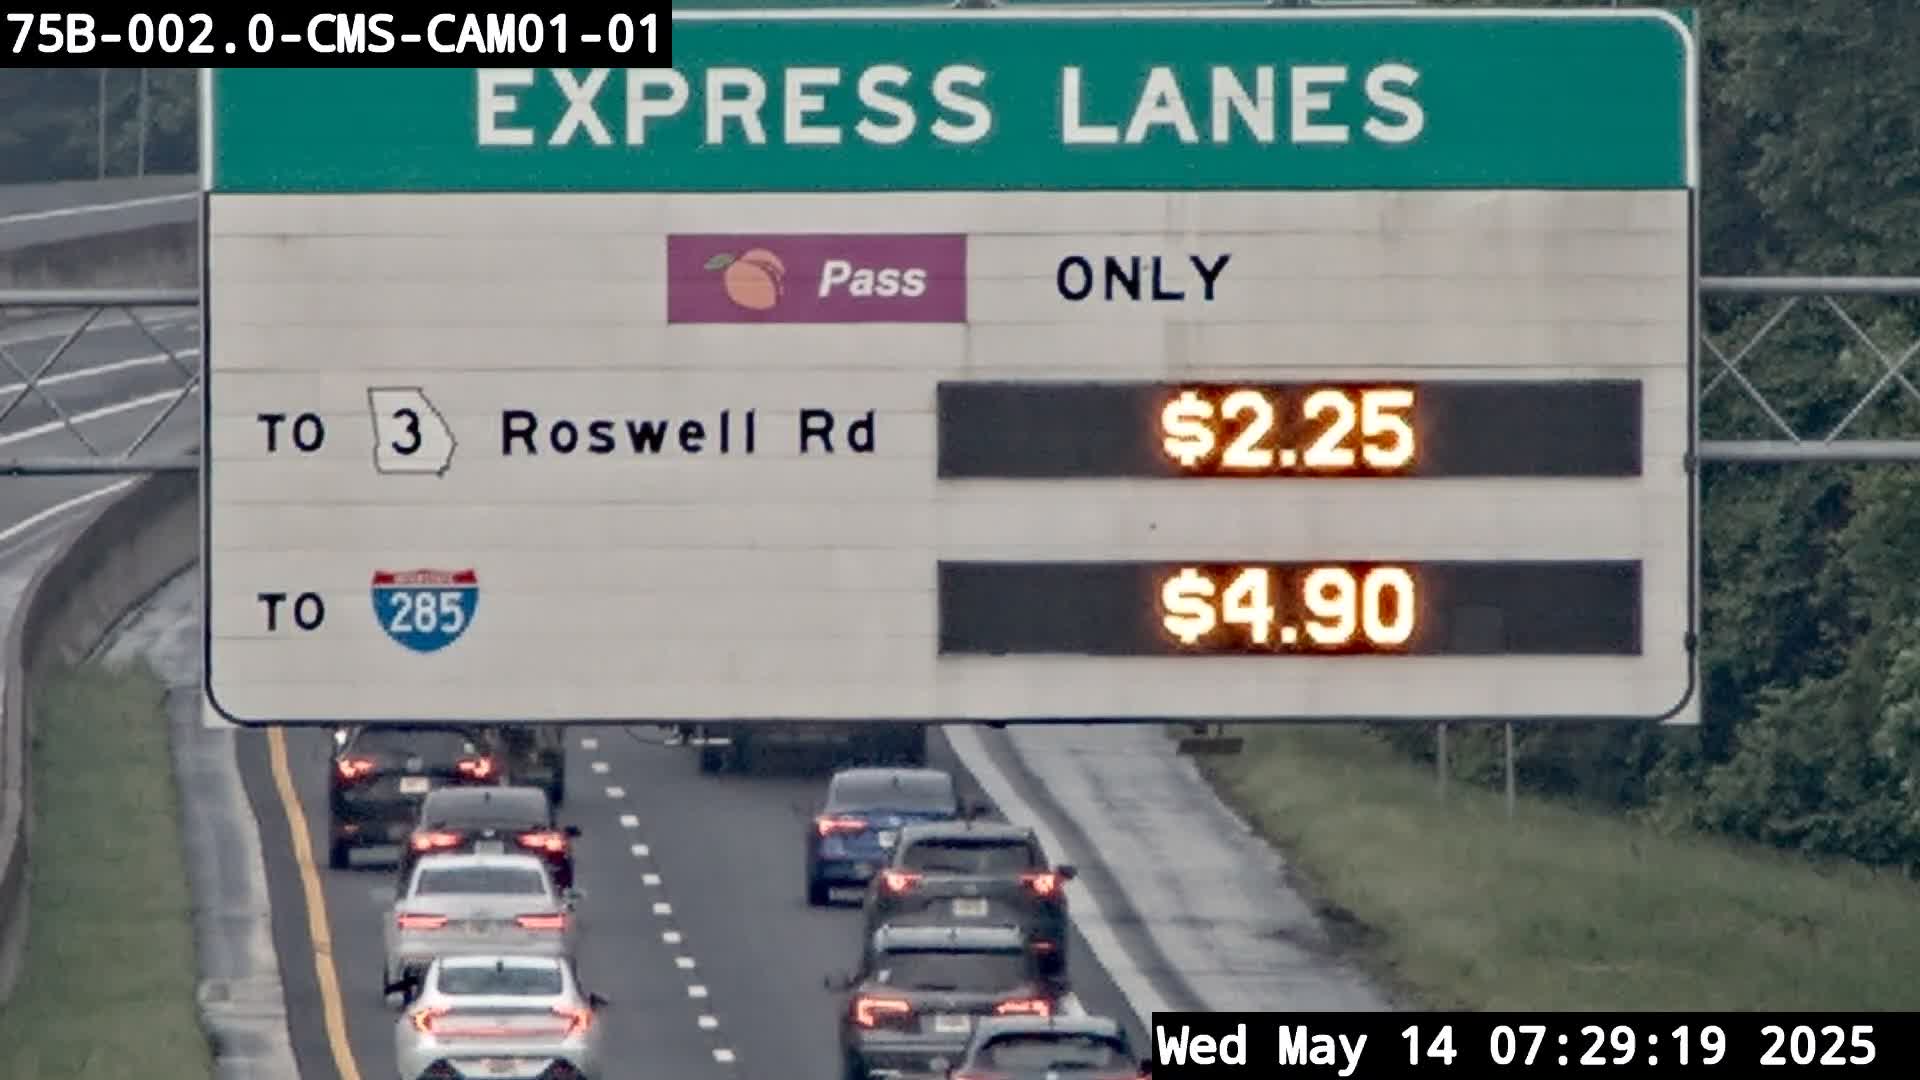 75B-002.0-CMS-CAM01-01
EXPRESS LANES
Pass ONLY
TO 3 Roswell Rd $2.25
TO 285 $4.90
Wed May 14 07:29:19 2025